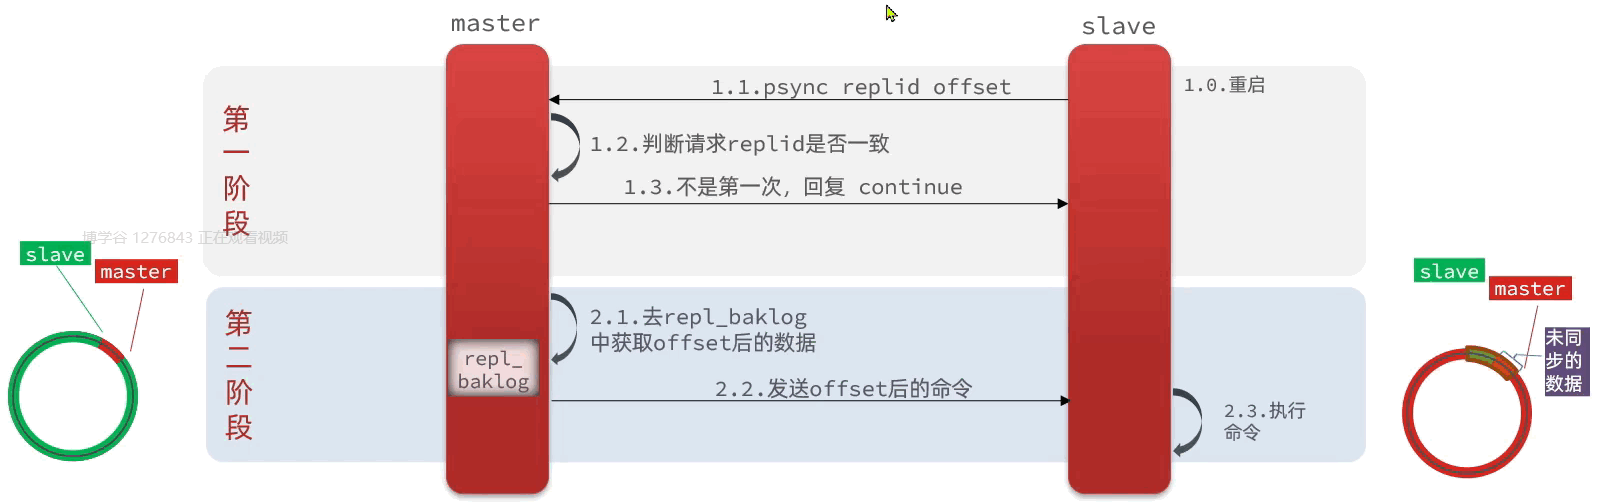 master
slave
1.0.重启
1.1.psync replid offset
第一阶段
1.2.判断请求replid是否一致
1.3.不是第一次，回复 continue
博学谷 1276843 正在观看视频
slave
master
slave
master
第二阶段
2.1.去repl_baklog
中获取offset后的数据
repl_
baklog
2.2.发送offset后的命令
2.3.执行
命令
未同
步的
数据